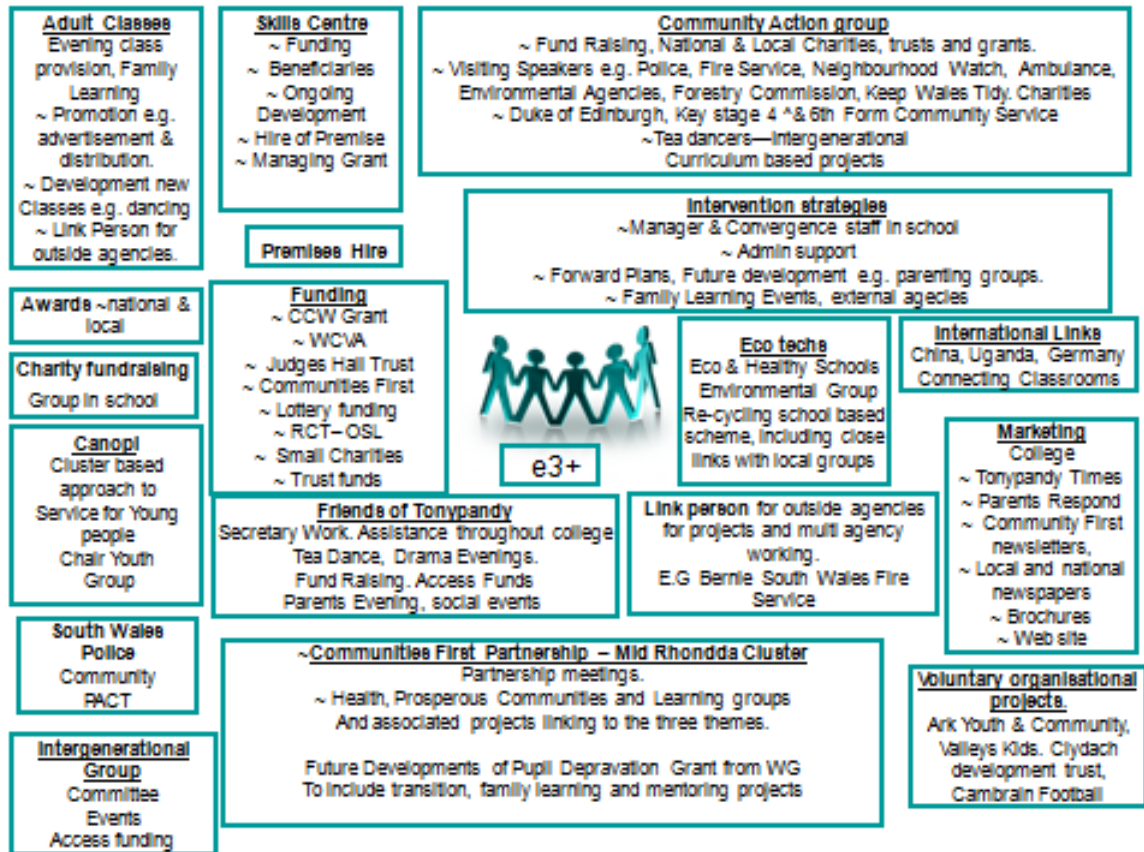 Adult Classes
Evening class
provision, Family
Learning
~ Promotion e.g.
advertisement &
distribution.
~ Development new
Classes e.g. dancing
~ Link Person for
outside agencies.
Skills Centre
~ Funding
~ Beneficiaries
~ Ongoing
Development
~ Hire of Premise
~ Managing Grant
Community Action group
~ Fund Raising, National & Local Charities, trusts and grants.
~ Visiting Speakers e.g. Police, Fire Service, Neighbourhood Watch, Ambulance,
Environmental Agencies, Forestry Commission, Keep Wales Tidy. Charities
~ Duke of Edinburgh, Key stage 4 ^& 6th Form Community Service
~Tea dancers—Intergenerational
Curriculum based projects
Intervention strategies
~Manager & Convergence staff in school
~ Admin support
~ Forward Plans, Future development e.g. parenting groups.
~ Family Learning Events, external agecies
Premises Hire
Awards ~national &
local
Charity fundraising
Group in school
Funding
~ CCW Grant
~ WCVA
~ Judges Hall Trust
~ Communities First
~ Lottery funding
~ RCT– OSL
~ Small Charities
~ Trust funds
e3+
Eco techs
Eco & Healthy Schools
Environmental Group
Re-cycling school based
scheme, including close
links with local groups
International Links
China, Uganda, Germany
Connecting Classrooms
Canopi
Cluster based
approach to
Service for Young
people
Chair Youth
Group
Friends of Tonypandy
Secretary Work. Assistance throughout college
Tea Dance, Drama Evenings.
Fund Raising. Access Funds
Parents Evening, social events
Link person for outside agencies
for projects and multi agency
working.
E.G Bernie South Wales Fire
Service
Marketing
College
~ Tonypandy Times
~ Parents Respond
~ Community First
newsletters,
~ Local and national
newspapers
~ Brochures
~ Web site
South Wales
Police
Community
PACT
~Communities First Partnership – Mid Rhondda Cluster
Partnership meetings.
~ Health, Prosperous Communities and Learning groups
And associated projects linking to the three themes.
Future Developments of Pupil Depravation Grant from WG
To include transition, family learning and mentoring projects
Voluntary organisational
projects.
Ark Youth & Community,
Valleys Kids. Clydach
development trust,
Cambrain Football
Intergenerational
Group
Committee
Events
Access funding